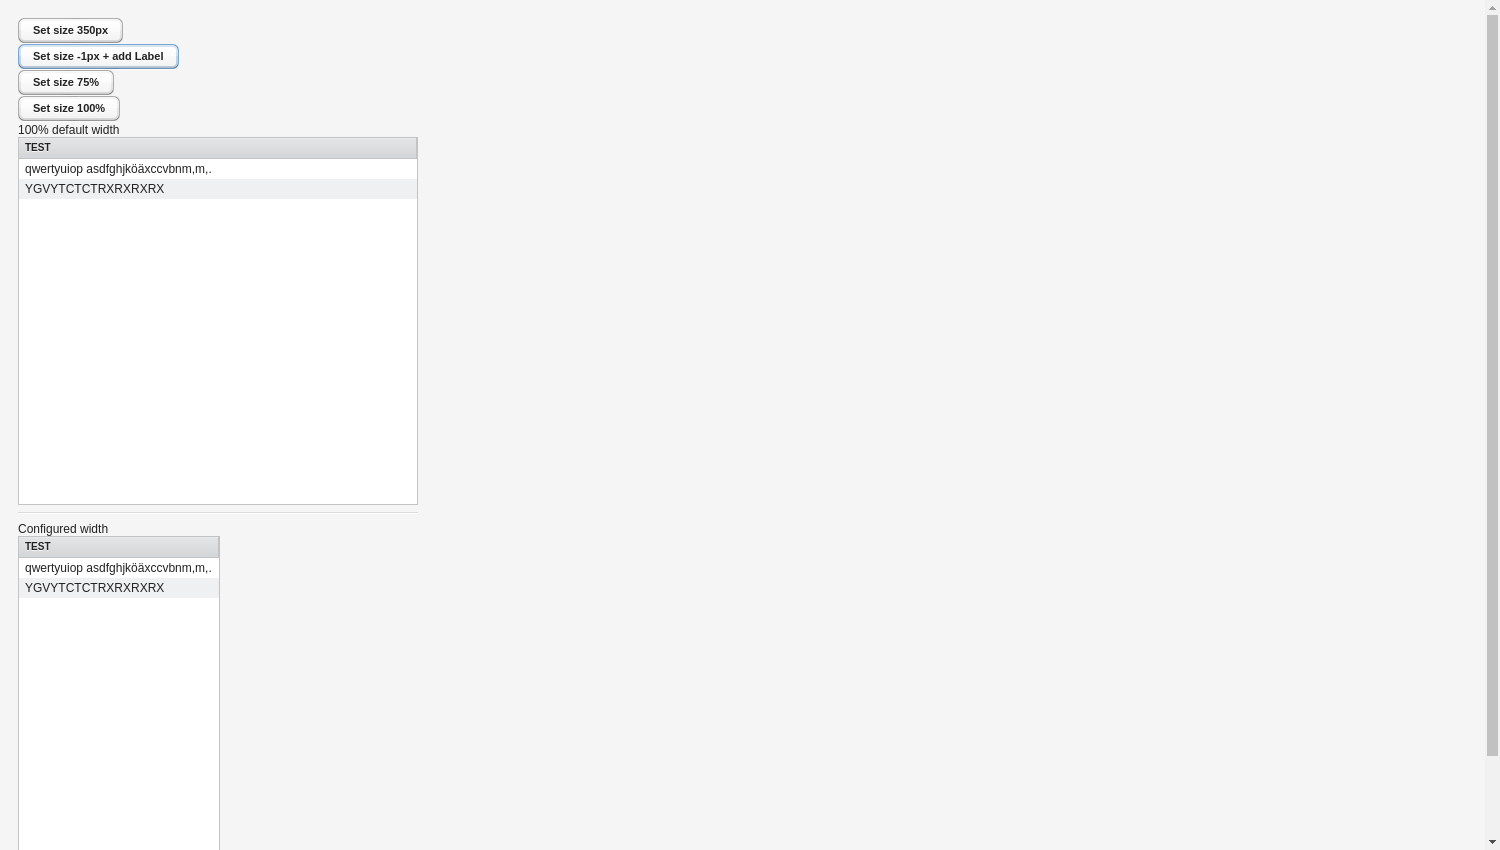 Set size 350px
Set size -1px + add Label
Set size 75%
Set size 100%
100% default width
TEST
qwertyuiop asdfghjköäxccvbnm,m,.
YGVYTCTCTRXRXRXRX
Configured width
TEST
qwertyuiop asdfghjköäxccvbnm,m,.
YGVYTCTCTRXRXRXRX